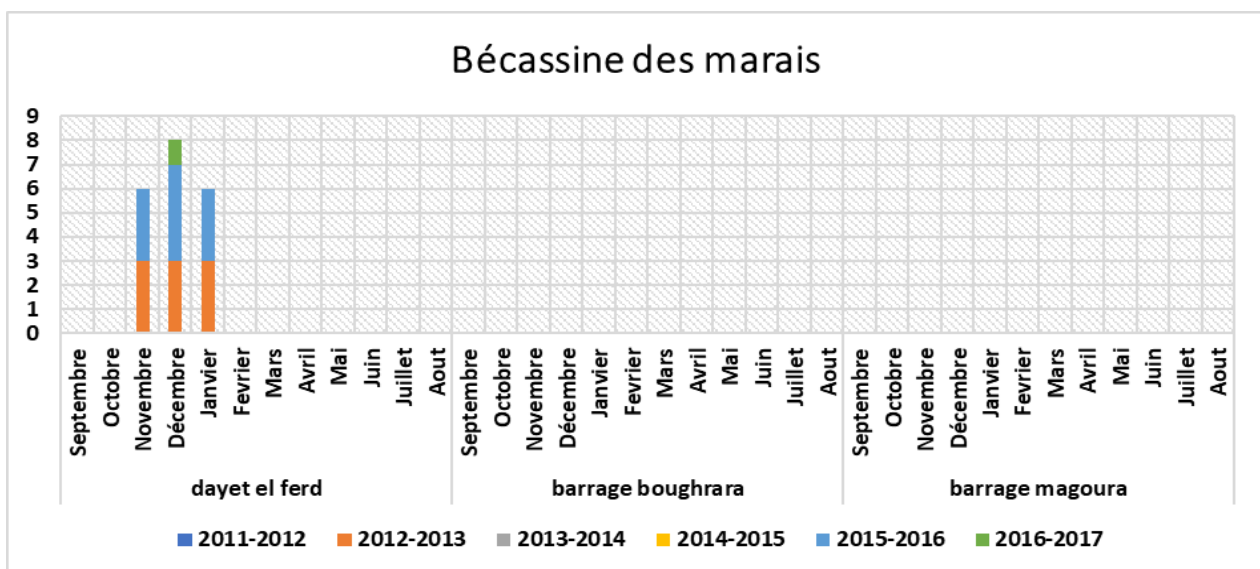 Bécassine des marais
9
8
7
6
5
4
3
2
1
0
Septembre
Octobre
Novembre
Décembre
Janvier
Fevrier
Mars
Avril
Mai
Juin
Juillet
Aout
Septembre
Octobre
Novembre
Décembre
Janvier
Fevrier
Mars
Avril
Mai
Juin
Juillet
Aout
Septembre
Octobre
Novembre
Décembre
Janvier
Fevrier
Mars
Avril
Mai
Juin
Juillet
Aout
dayet el ferd
barrage boughrara
barrage magoura
2011-2012 2012-2013 2013-2014 2014-2015 2015-2016 2016-2017